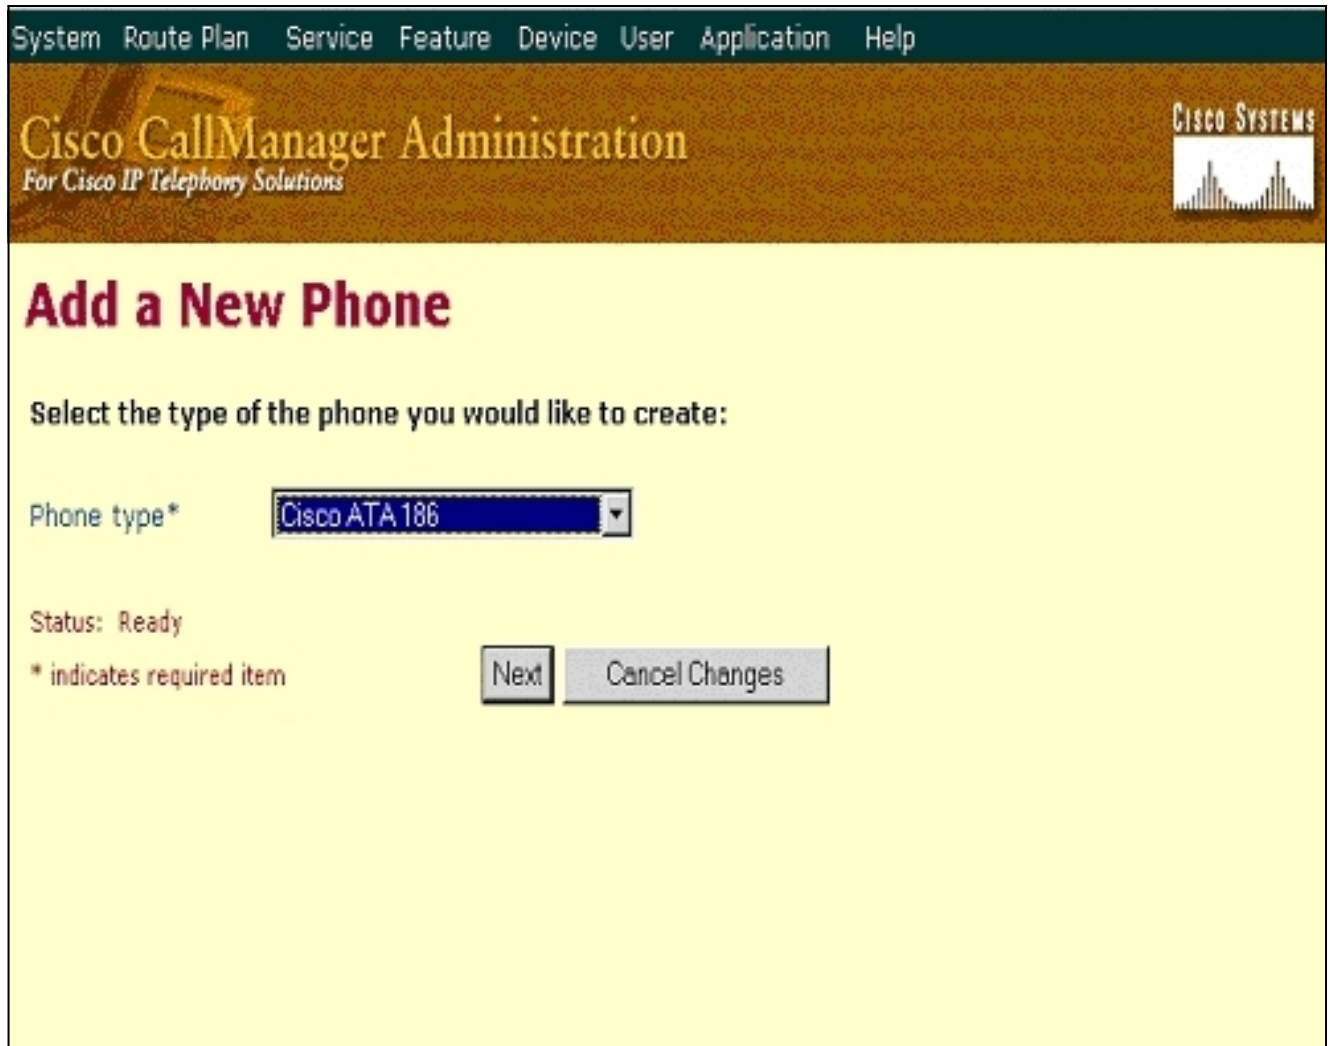 System Route Plan Service Feature Device User Application Help
Cisco CallManager Administration
For Cisco IP Telephony Solutions
CISCO SYSTEMS
Add a New Phone
Select the type of the phone you would like to create:
Phone type* Cisco ATA 186
Status: Ready
* indicates required item Next Cancel Changes